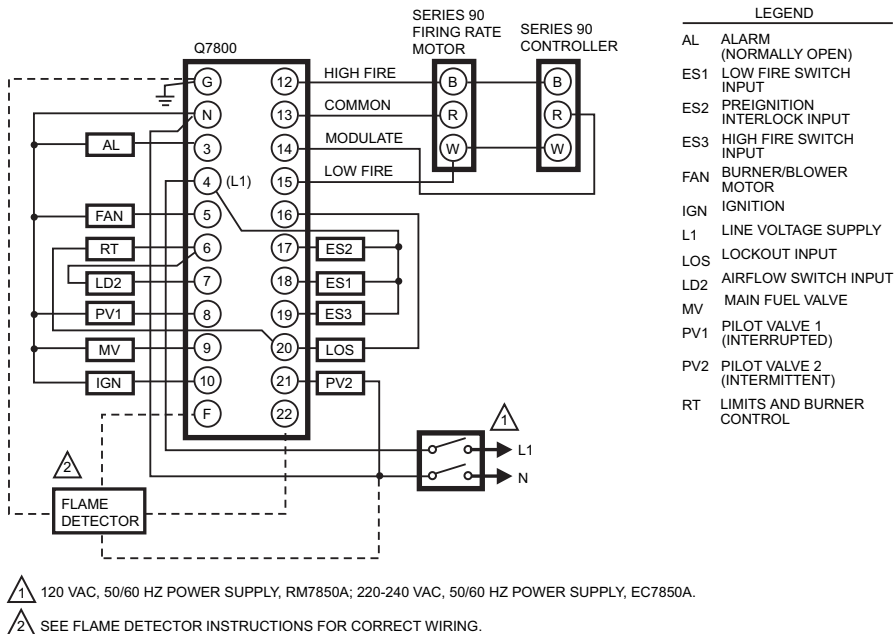 SERIES 90
FIRING RATE
MOTOR
SERIES 90
CONTROLLER
Q7800
G
N
3
4
(L1)
5
6
7
8
9
10
F
12
13
14
15
16
17
18
19
20
21
22
HIGH FIRE
COMMON
MODULATE
LOW FIRE
B
R
W
B
R
W
AL
FAN
RT
LD2
PV1
MV
IGN
ES2
ES1
ES3
LOS
PV2
1
L1
N
2
FLAME
DETECTOR
LEGEND
AL ALARM
(NORMALLY OPEN)
ES1 LOW FIRE SWITCH
INPUT
ES2 PREIGNITION
INTERLOCK INPUT
ES3 HIGH FIRE SWITCH
INPUT
FAN BURNER/BLOWER
MOTOR
IGN IGNITION
L1 LINE VOLTAGE SUPPLY
LOS LOCKOUT INPUT
LD2 AIRFLOW SWITCH INPUT
MV MAIN FUEL VALVE
PV1 PILOT VALVE 1
(INTERRUPTED)
PV2 PILOT VALVE 2
(INTERMITTENT)
RT LIMITS AND BURNER
CONTROL
1 120 VAC, 50/60 HZ POWER SUPPLY, RM7850A; 220-240 VAC, 50/60 HZ POWER SUPPLY, EC7850A.
2 SEE FLAME DETECTOR INSTRUCTIONS FOR CORRECT WIRING.